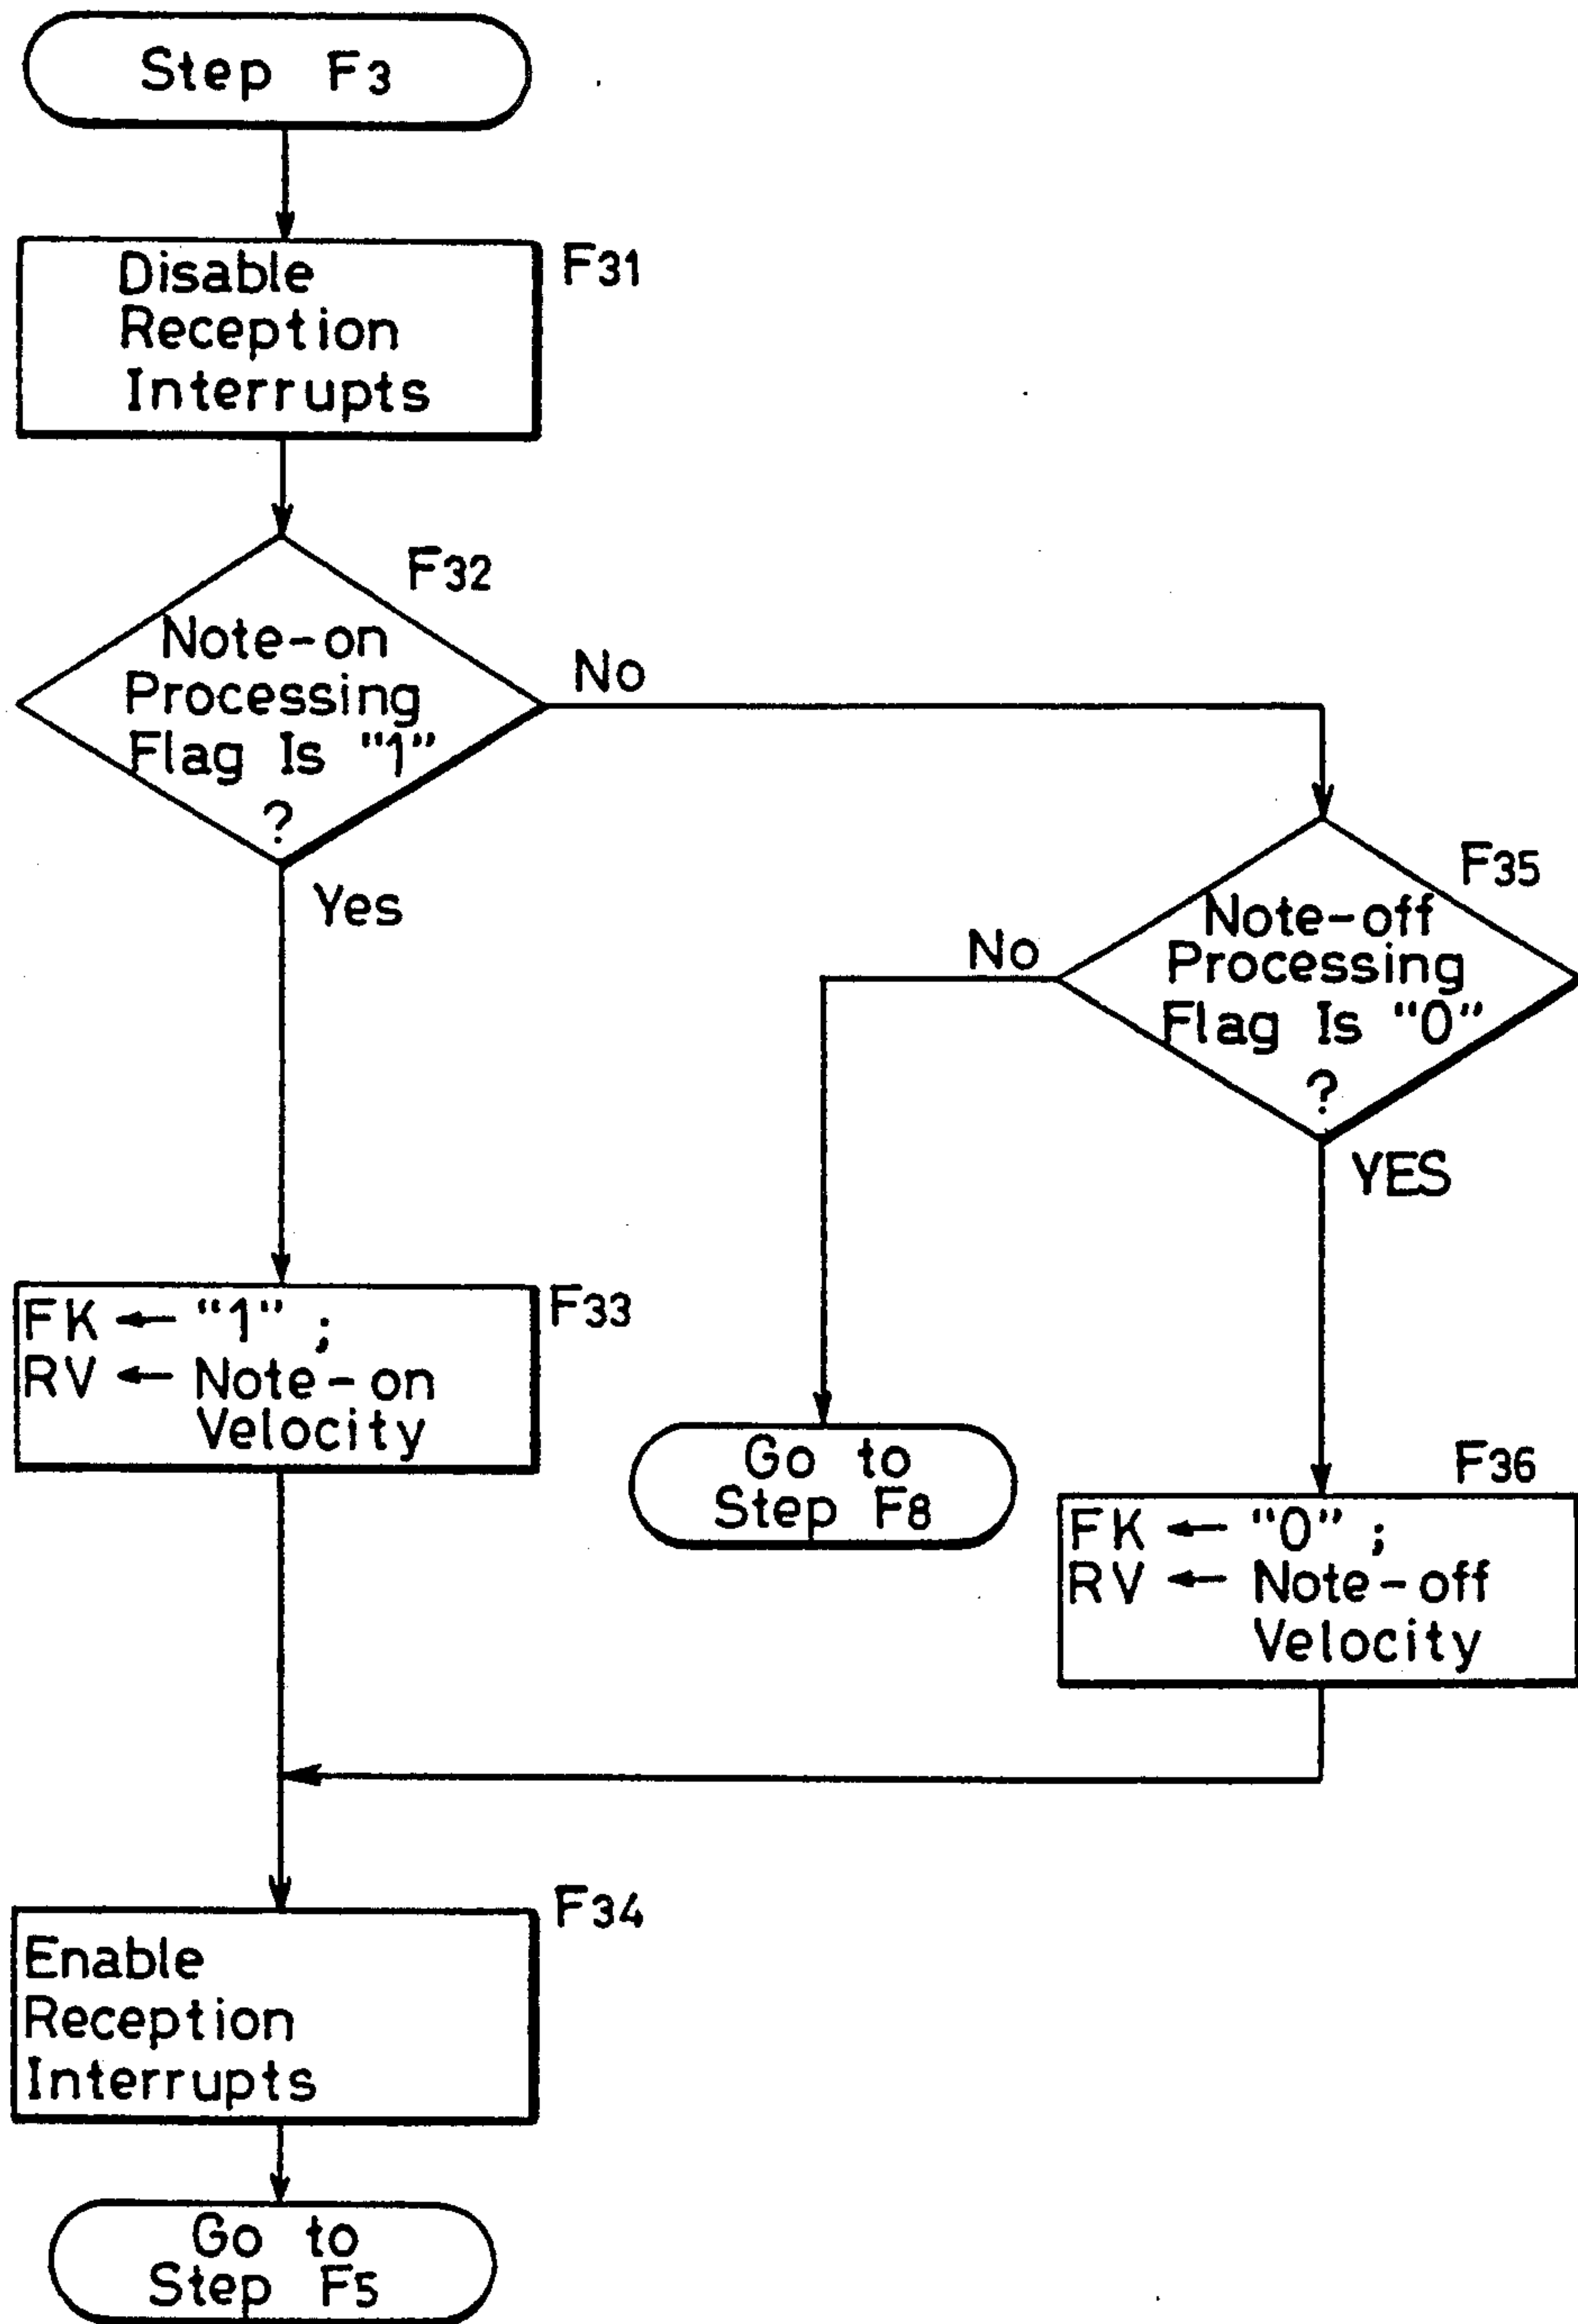 Step F3
Disable
Reception
Interrupts
F31
F32
Note-on
Processing
Flag Is "1"
?
No
Yes
F35
Note-off
Processing
Flag Is "0"
?
No
YES
FK ← "1" ;
RV ← Note-on
Velocity
F33
Go to
Step F8
F36
FK ← "0" ;
RV ← Note-off
Velocity
F34
Enable
Reception
Interrupts
Go to
Step F5